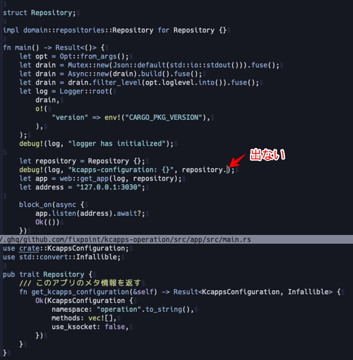 struct Repository;
impl domain::repositories::Repository for Repository {}
fn main() -> Result<()> {
let opt = Opt::from_args();
let drain = Mutex::new(Json::default(std::io::stdout())).fuse();
let drain = Async::new(drain).build().fuse();
let drain = drain.filter_level(opt.loglevel.into()).fuse();
let log = Logger::root(
drain,
o!(
"version" => env!("CARGO_PKG_VERSION"),
),
);
debug!(log, "logger has initialized");
出ない
let repository = Repository {};
debug!(log, "kcapps-configuration: {}", repository.);
let app = web::get_app(log, repository);
let address = "127.0.0.1:3030";
block_on(async {
app.listen(address).await?;
Ok(())
})
/.ghq/github.com/fixpoint/kcapps-operation/src/app/src/main.rs
use crate::KcappsConfiguration;
use std::convert::Infallible;
pub trait Repository {
/// このアプリのメタ情報を返す
fn get_kcapps_configuration(&self) -> Result<KcappsConfiguration, Infallible> {
Ok(KcappsConfiguration {
namespace: "operation".to_string(),
methods: vec![],
use_ksocket: false,
})
}
}